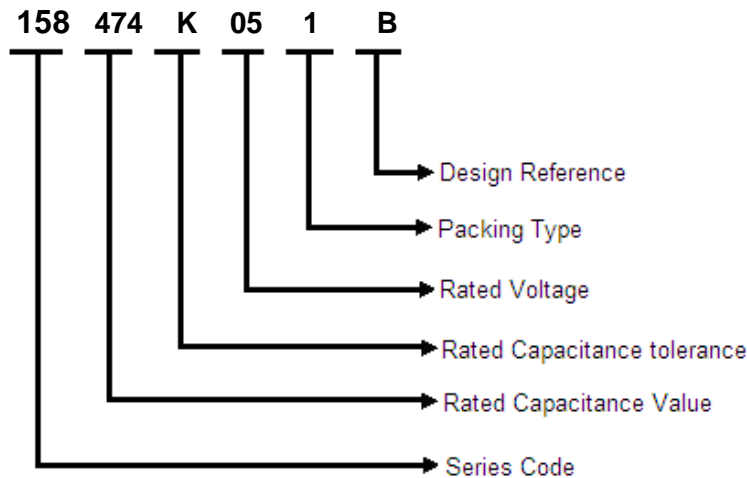 158 474 K 05 1 B
Design Reference
Packing Type
Rated Voltage
Rated Capacitance tolerance
Rated Capacitance Value
Series Code